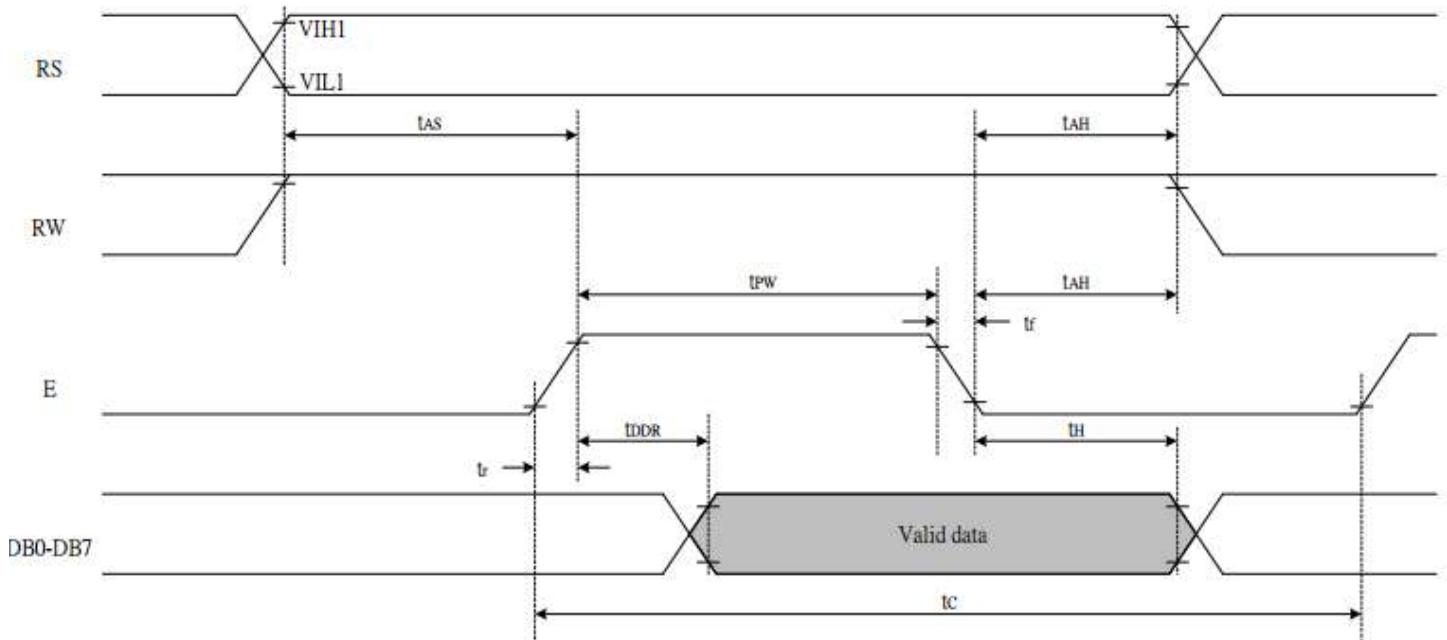 VIH1
RS
VIL1
tAS
tAH
RW
tPW
tAH
tf
E
tDDR
tH
tr
DB0-DB7
Valid data
tC